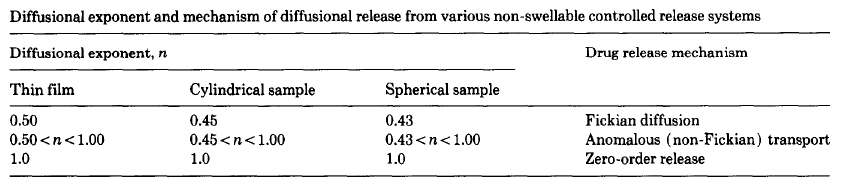 Diffusional exponent and mechanism of diffusional release from various non-swellable controlled release systems
Diffusional exponent, n Drug release mechanism
Thin film Cylindrical sample Spherical sample
0.50 0.45 0.43 Fickian diffusion
0.50<n<1.00 0.45<n<1.00 0.43<n<1.00 Anomalous (non-Fickian) transport
1.0 1.0 1.0 Zero-order release